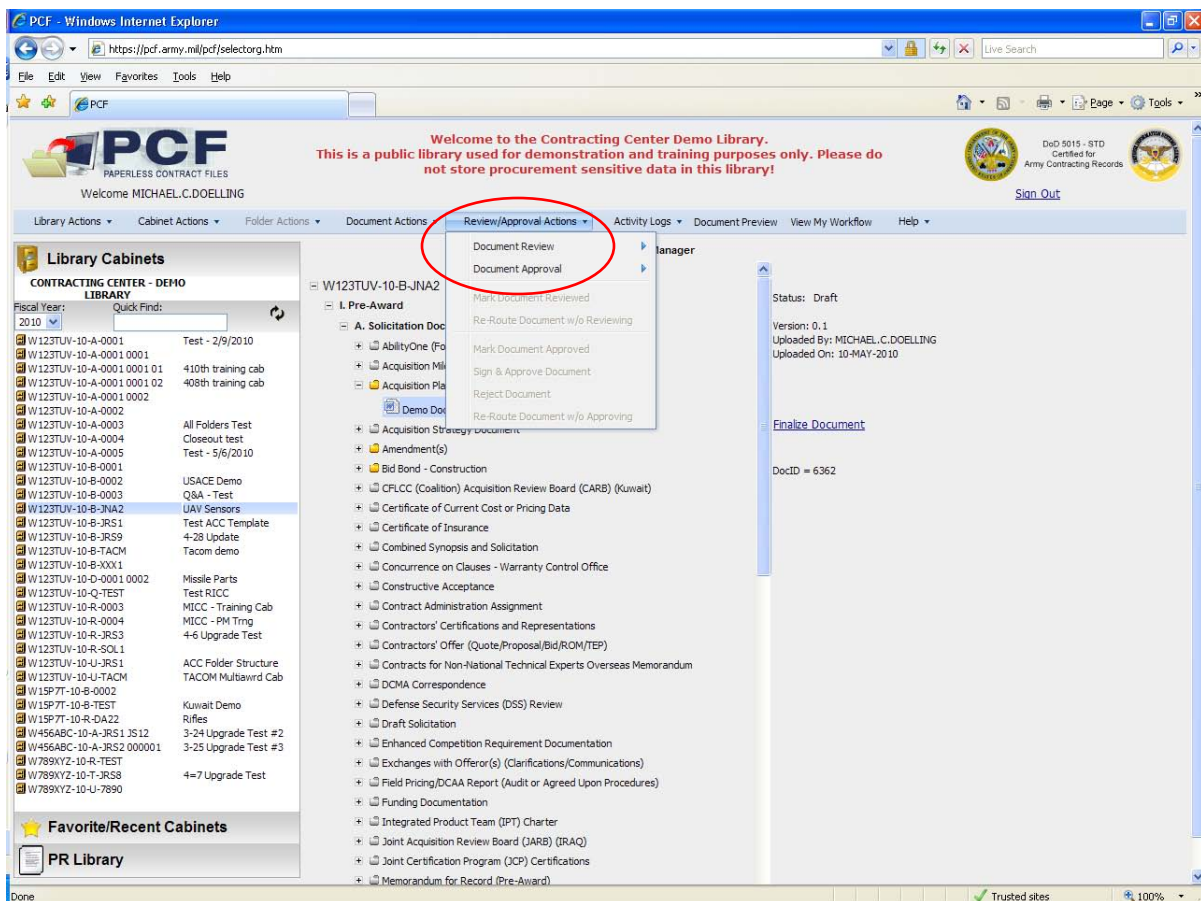 PCF - Windows Internet Explorer
https://pcf.army.mil/pcf/selectorg.htm
Live Search
File Edit View Favorites Tools Help
PCF
Page Tools
PCF
PAPERLESS CONTRACT FILES
Welcome MICHAEL.C.DOELLING
Welcome to the Contracting Center Demo Library.
This is a public library used for demonstration and training purposes only. Please do
not store procurement sensitive data in this library!
DoD 5015 - STD
Certified for
Army Contracting Records
Sign Out
Library Actions Cabinet Actions Folder Actions Document Actions Review/Approval Actions Activity Logs Document Preview View My Workflow Help
Library Cabinets
CONTRACTING CENTER - DEMO
LIBRARY
Fiscal Year: Quick Find:
2010
W123TUV-10-A-0001 Test - 2/9/2010
W123TUV-10-A-0001 0001
W123TUV-10-A-0001 0001 01 410th training cab
W123TUV-10-A-0001 0001 02 408th training cab
W123TUV-10-A-0001 0002
W123TUV-10-A-0002
W123TUV-10-A-0003 All Folders Test
W123TUV-10-A-0004 Closeout test
W123TUV-10-A-0005 Test - 5/6/2010
W123TUV-10-B-0001
W123TUV-10-B-0002 USACE Demo
W123TUV-10-B-0003 Q&A - Test
W123TUV-10-B-JNA2 UAV Sensors
W123TUV-10-B-JRS1 Test ACC Template
W123TUV-10-B-JRS9 4-28 Update
W123TUV-10-B-TACM Tacom demo
W123TUV-10-B-XXX1
W123TUV-10-D-0001 0002 Missile Parts
W123TUV-10-Q-TEST Test RICC
W123TUV-10-R-0003 MICC - Training Cab
W123TUV-10-R-0004 MICC - PM Trng
W123TUV-10-R-JRS3 4-6 Upgrade Test
W123TUV-10-R-SOL1
W123TUV-10-U-JRS1 ACC Folder Structure
W123TUV-10-U-TACM TACOM Multiawrd Cab
W15P7T-10-B-0002
W15P7T-10-B-TEST Kuwait Demo
W15P7T-10-R-DA22 Rifles
W456ABC-10-A-JRS1 JS12 3-24 Upgrade Test #2
W456ABC-10-A-JRS2 000001 3-25 Upgrade Test #3
W789XYZ-10-R-TEST
W789XYZ-10-T-JRS8 4=7 Upgrade Test
W789XYZ-10-U-7890
Favorite/Recent Cabinets
PR Library
Document Review
Document Approval
Mark Document Reviewed
Re-Route Document w/o Reviewing
Mark Document Approved
Sign & Approve Document
Reject Document
Re-Route Document w/o Approving
Manager
W123TUV-10-B-JNA2
I. Pre-Award
A. Solicitation Doc
AbilityOne (Fo
Acquisition Mile
Acquisition Pla
Demo Doc
Acquisition Strategy Document
Amendment(s)
Bid Bond - Construction
CFLCC (Coalition) Acquisition Review Board (CARB) (Kuwait)
Certificate of Current Cost or Pricing Data
Certificate of Insurance
Combined Synopsis and Solicitation
Concurrence on Clauses - Warranty Control Office
Constructive Acceptance
Contract Administration Assignment
Contractors' Certifications and Representations
Contractors' Offer (Quote/Proposal/Bid/ROM/TEP)
Contracts for Non-National Technical Experts Overseas Memorandum
DCMA Correspondence
Defense Security Services (DSS) Review
Draft Solicitation
Enhanced Competition Requirement Documentation
Exchanges with Offeror(s) (Clarifications/Communications)
Field Pricing/DCAA Report (Audit or Agreed Upon Procedures)
Funding Documentation
Integrated Product Team (IPT) Charter
Joint Acquisition Review Board (JARB) (IRAQ)
Joint Certification Program (JCP) Certifications
Memorandum for Record (Pre-Award)
Status: Draft
Version: 0.1
Uploaded By: MICHAEL.C.DOELLING
Uploaded On: 10-MAY-2010
Finalize Document
DocID = 6362
Done
Trusted sites
100%